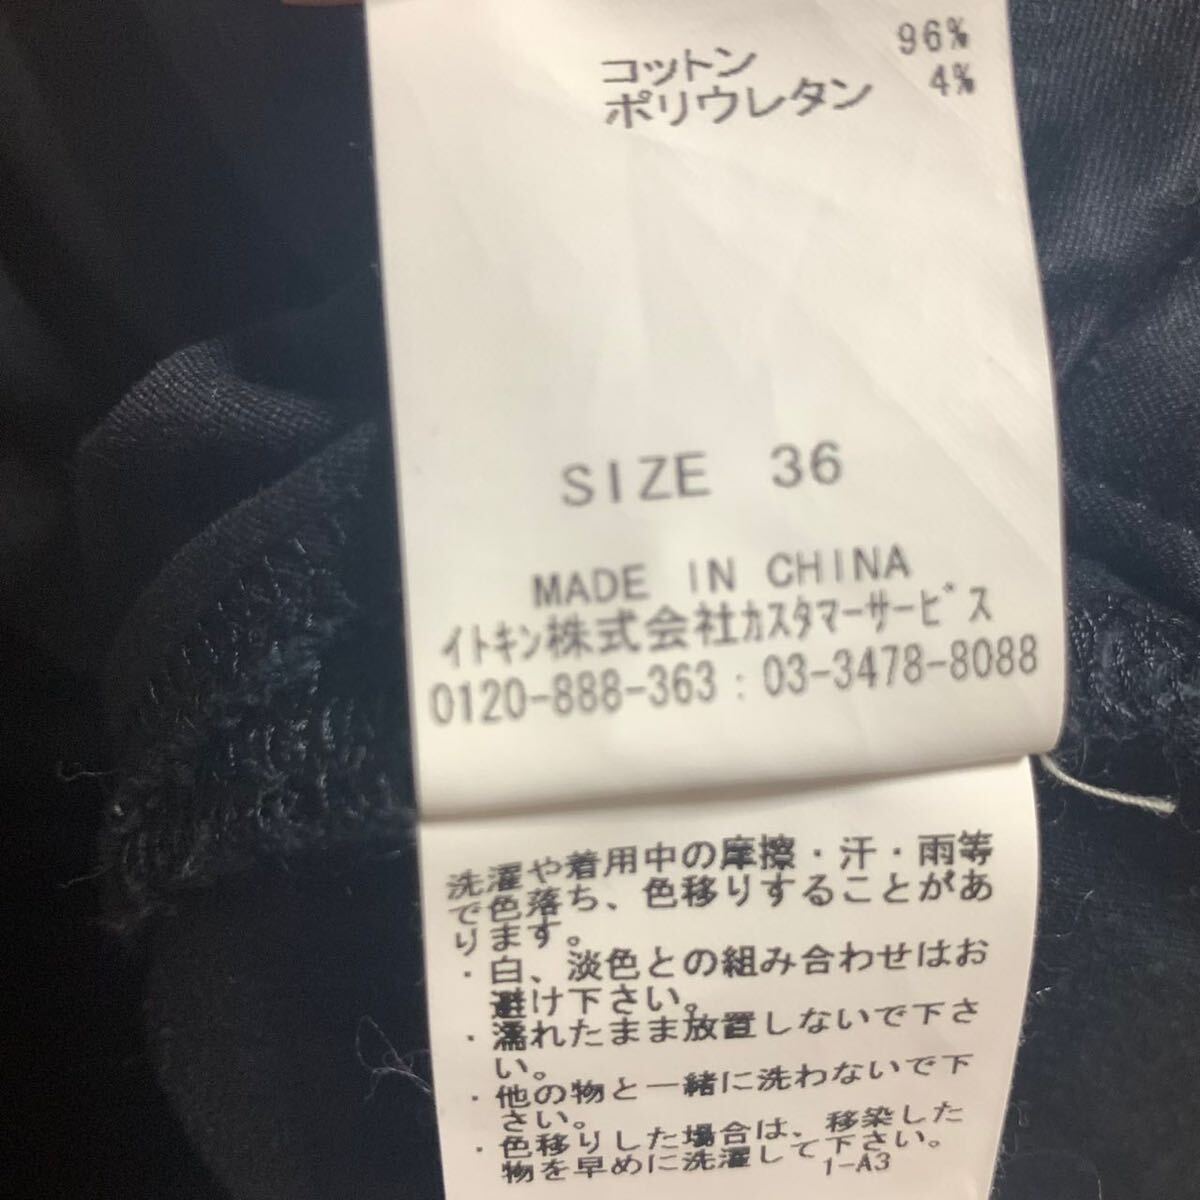 コットン 96%
ポリウレタン 4%
SIZE 36
MADE IN CHINA
イトキン株式会社カスタマーサービス
0120-888-363 : 03-3478-8088
洗濯や着用中の摩擦・汗・雨等
で色落ち、色移りすることがあ
ります。
・白、淡色との組み合わせはお
避け下さい。
・濡れたまま放置しないで下さ
い。
・他の物と一緒に洗わないで下
さい。
・色移りした場合は、移染した
物を早めに洗濯して下さい。
1-A3